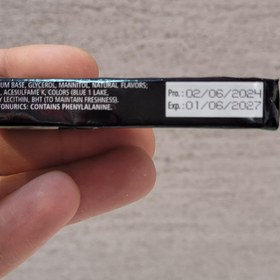 UM BASE, GLYCEROL, MANNITOL, NATURAL FLAVORS;
, ACESULFAME K, COLORS (BLUE 1 LAKE,
Y LECITHIN, BHT (TO MAINTAIN FRESHNESS).
TONURICS: CONTAINS PHENYLALANINE.
Pro.: 02/06/2024
Exp.: 01/06/2027